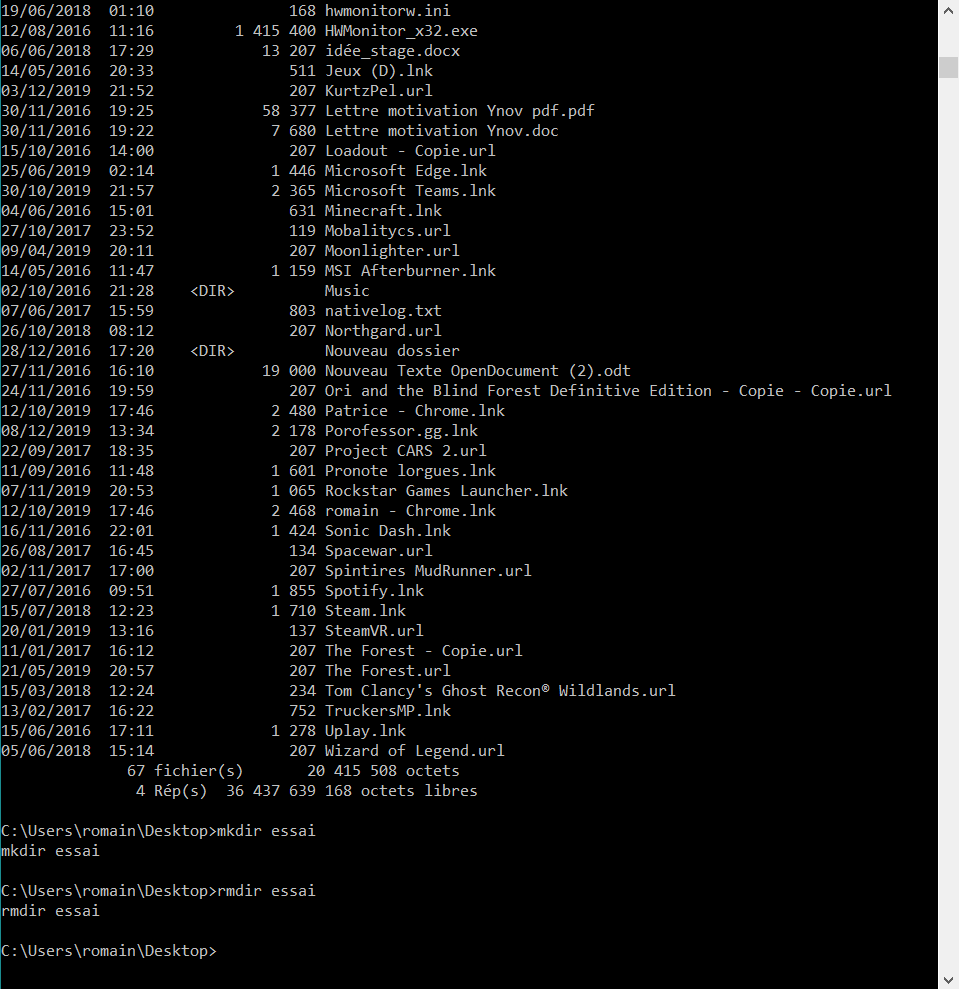 19/06/2018  01:10               168 hwmonitorw.ini
12/08/2016  11:16         1 415 400 HWMonitor_x32.exe
06/06/2018  17:29            13 207 idée_stage.docx
14/05/2016  20:33               511 Jeux (D).lnk
03/12/2019  21:52               207 KurtzPel.url
30/11/2016  19:25            58 377 Lettre motivation Ynov pdf.pdf
30/11/2016  19:22             7 680 Lettre motivation Ynov.doc
15/10/2016  14:00               207 Loadout - Copie.url
25/06/2019  02:14             1 446 Microsoft Edge.lnk
30/10/2019  21:57             2 365 Microsoft Teams.lnk
04/06/2016  15:01               631 Minecraft.lnk
27/10/2017  23:52               119 Mobalitycs.url
09/04/2019  20:11               207 Moonlighter.url
14/05/2016  11:47             1 159 MSI Afterburner.lnk
02/10/2016  21:28    <DIR>          Music
07/06/2017  15:59               803 nativelog.txt
26/10/2018  08:12               207 Northgard.url
28/12/2016  17:20    <DIR>          Nouveau dossier
27/11/2016  16:10            19 000 Nouveau Texte OpenDocument (2).odt
24/11/2016  19:59               207 Ori and the Blind Forest Definitive Edition - Copie - Copie.url
12/10/2019  17:46             2 480 Patrice - Chrome.lnk
08/12/2019  13:34             2 178 Porofessor.gg.lnk
22/09/2017  18:35               207 Project CARS 2.url
11/09/2016  11:48             1 601 Pronote lorgues.lnk
07/11/2019  20:53             1 065 Rockstar Games Launcher.lnk
12/10/2019  17:46             2 468 romain - Chrome.lnk
16/11/2016  22:01             1 424 Sonic Dash.lnk
26/08/2017  16:45               134 Spacewar.url
02/11/2017  17:00               207 Spintires MudRunner.url
27/07/2016  09:51             1 855 Spotify.lnk
15/07/2018  12:23             1 710 Steam.lnk
20/01/2019  13:16               137 SteamVR.url
11/01/2017  16:12               207 The Forest - Copie.url
21/05/2019  20:57               207 The Forest.url
15/03/2018  12:24               234 Tom Clancy's Ghost Recon® Wildlands.url
13/02/2017  16:22               752 TruckersMP.lnk
15/06/2016  17:11             1 278 Uplay.lnk
05/06/2018  15:14               207 Wizard of Legend.url
67 fichier(s)       20 415 508 octets
4 Rép(s)  36 437 639 168 octets libres
C:\Users\romain\Desktop>mkdir essai
mkdir essai
C:\Users\romain\Desktop>rmdir essai
rmdir essai
C:\Users\romain\Desktop>